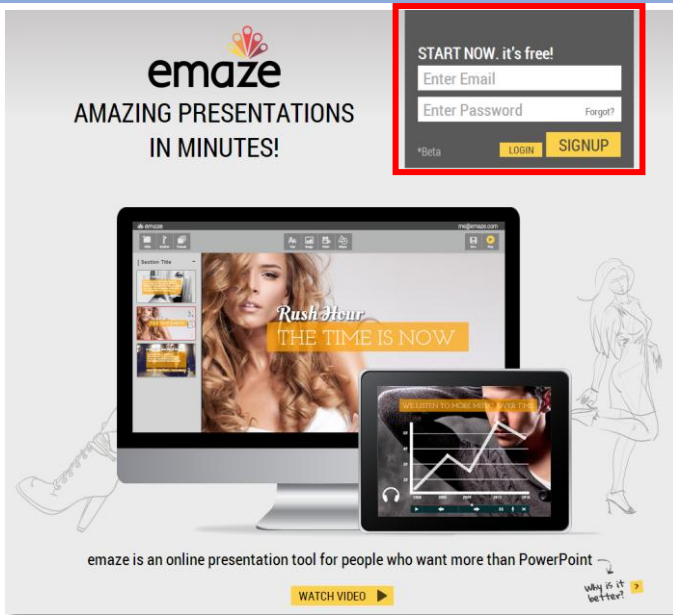 emaze
AMAZING PRESENTATIONS
IN MINUTES!
START NOW. it's free!
Enter Email
Enter Password Forgot?
*Beta LOGIN SIGNUP
emaze me@emaze.com
Section Title
Rush Hour
THE TIME IS NOW
WE LISTEN TO MORE MUSIC OVER TIME
emaze is an online presentation tool for people who want more than PowerPoint
why is it
better? ?
WATCH VIDEO